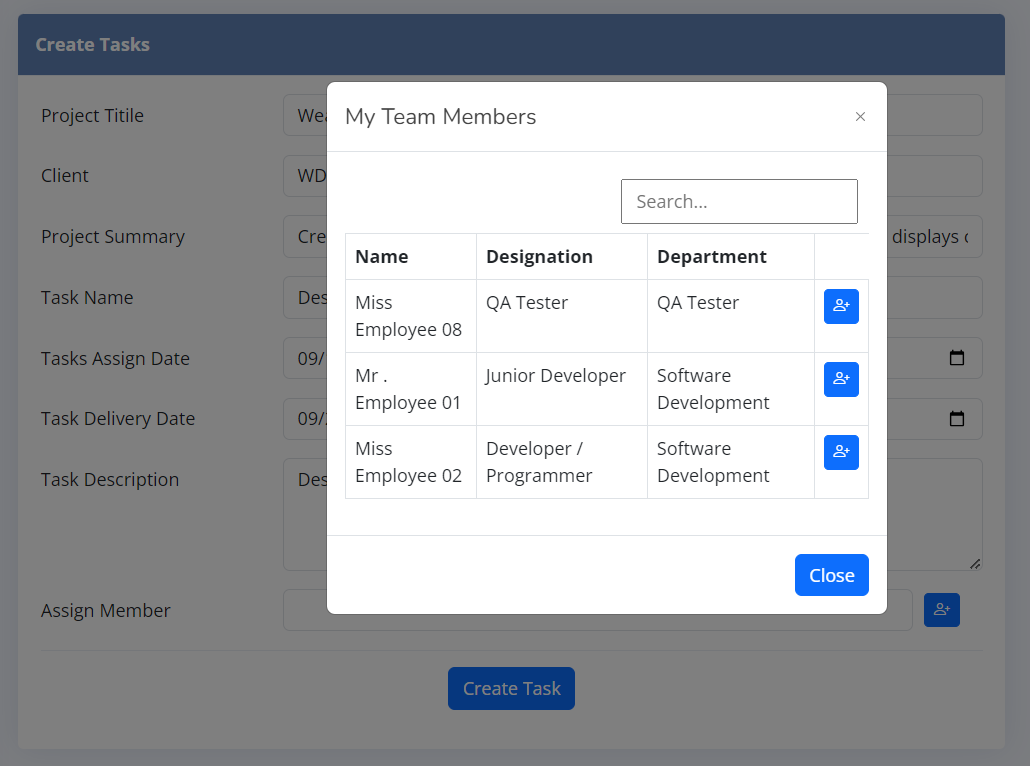 Create Tasks
My Team Members
×
Project Titile
Client
Project Summary
displays
Task Name
Tasks Assign Date
09/
Task Delivery Date
09/
Task Description
Assign Member
Search...
Name Designation Department
Miss QA Tester QA Tester
Employee 08
Mr . Junior Developer Software
Employee 01 Development
Miss Developer / Software
Employee 02 Programmer Development
Close
Create Task